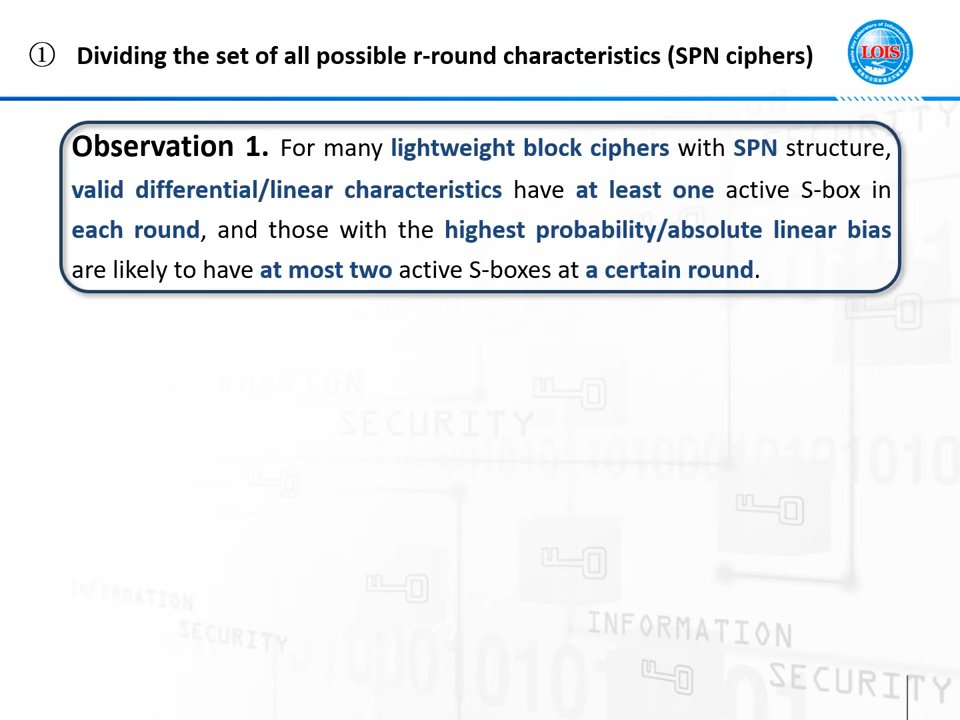 ① Dividing the set of all possible r-round characteristics (SPN ciphers)
LOIS
Observation 1. For many lightweight block ciphers with SPN structure,
valid differential/linear characteristics have at least one active S-box in
each round, and those with the highest probability/absolute linear bias
are likely to have at most two active S-boxes at a certain round.
INFORMATION
SECURITY
INFORMATION
SECURITY
INFORMATION
SECURITY